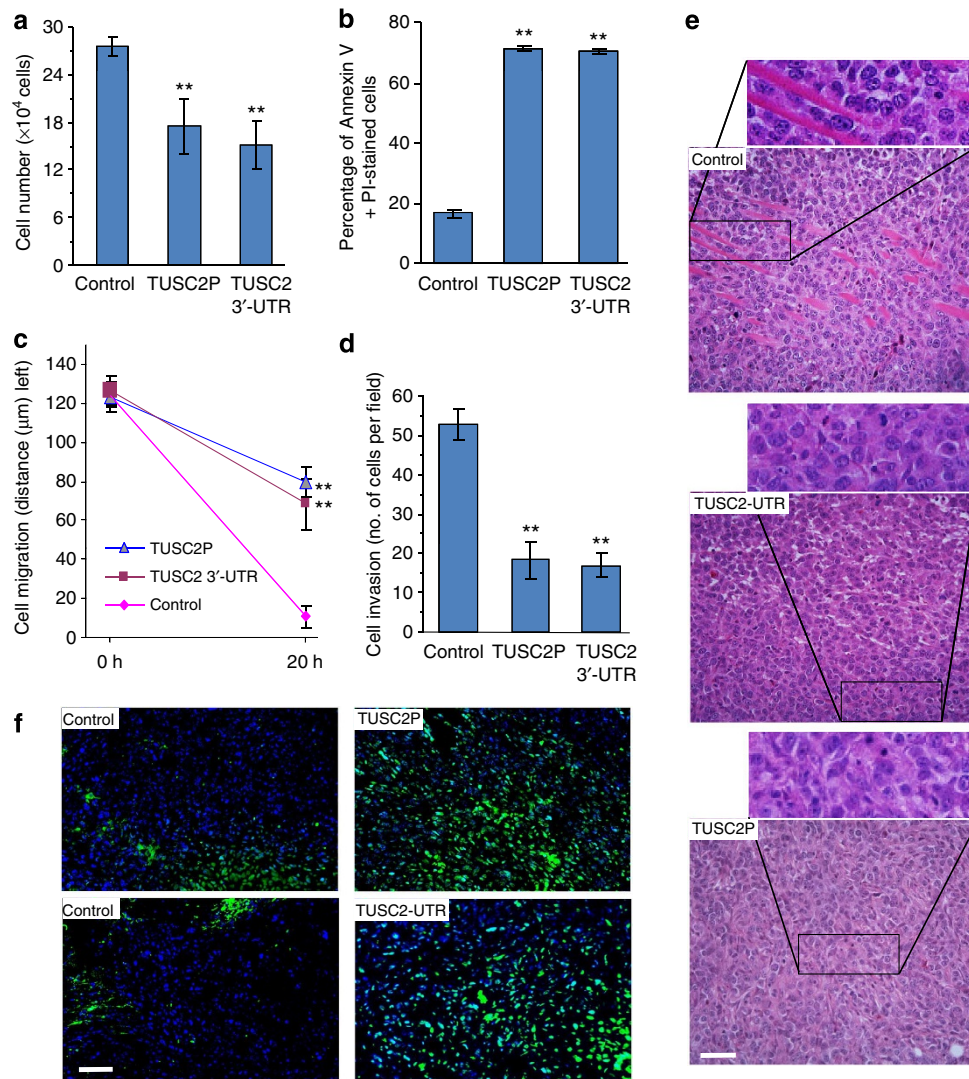 a
Cell number (×10⁴ cells)
30
24
18
12
6
0
**
**
Control
TUSC2P
TUSC2
3′-UTR
b
Percentage of Annexin V
+ PI-stained cells
80
60
40
20
0
**
**
Control
TUSC2P
TUSC2
3′-UTR
c
Cell migration (distance (μm) left)
140
120
100
80
60
40
20
0
**
**
TUSC2P
TUSC2 3′-UTR
Control
0 h
20 h
d
Cell invasion (no. of cells per field)
60
50
40
30
20
10
0
**
**
Control
TUSC2P
TUSC2
3′-UTR
e
Control
TUSC2-UTR
TUSC2P
f
Control
TUSC2P
Control
TUSC2-UTR